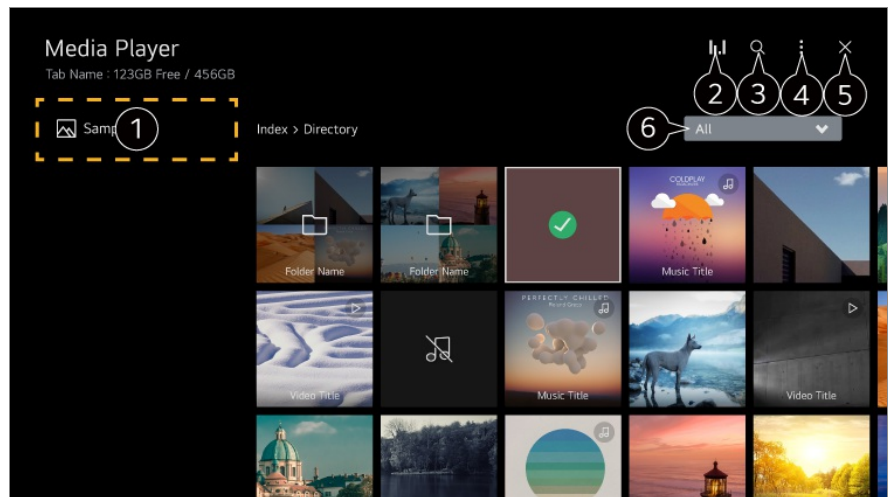 Media Player
Tab Name : 123GB Free / 456GB
2
3
4
5
1
Index > Directory
6
All
Folder Name
Folder Name
COLDPLAY
Music Title
Video Title
PERFECTLY CHILLED
Music Title
Video Title